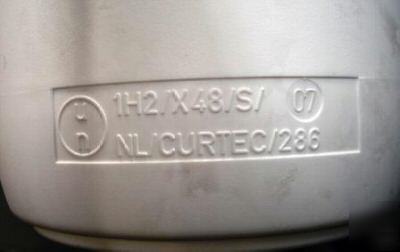 u
n
1H2/X48/S/ 07
NL/CURTEC/286